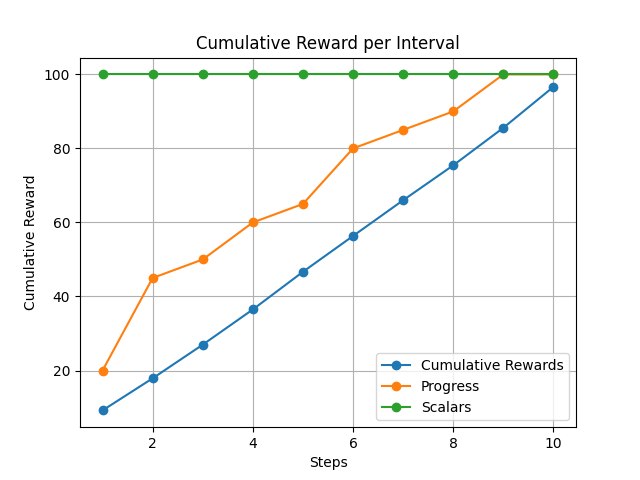 Cumulative Reward per Interval
Cumulative Reward
100
80
60
40
20
2 4 6 8 10
Steps
Cumulative Rewards
Progress
Scalars